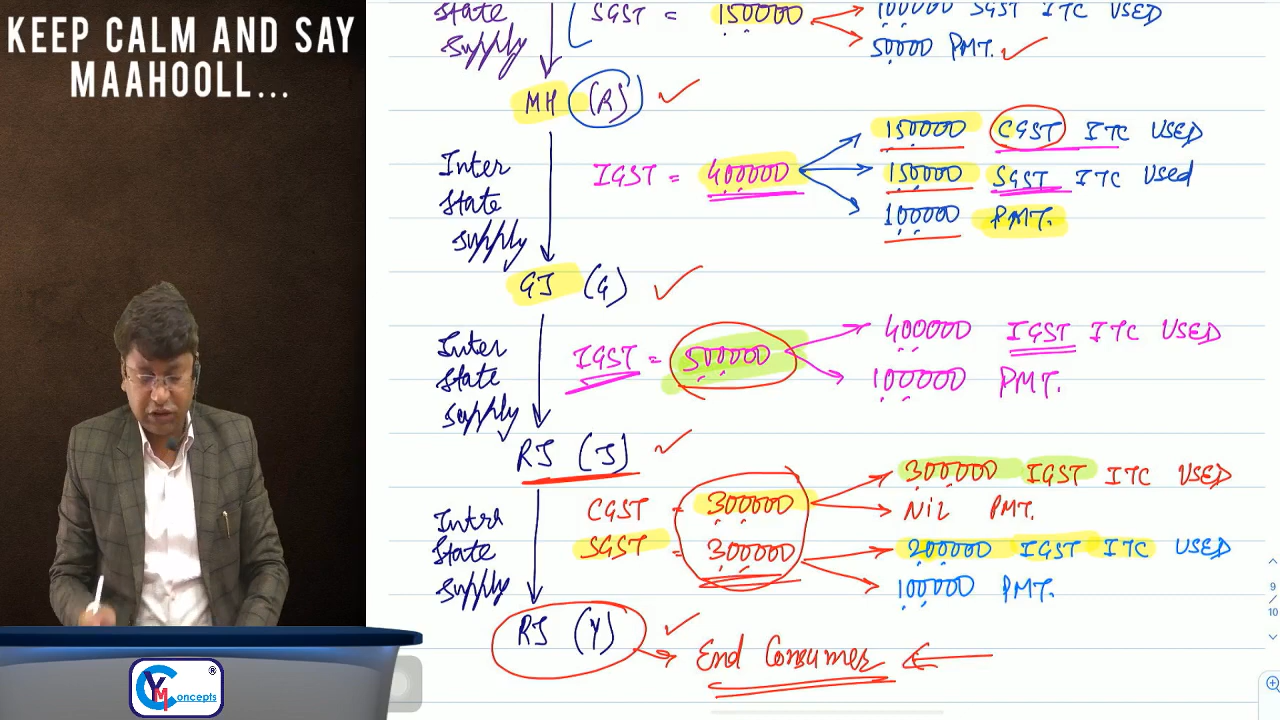 KEEP CALM AND SAY
MAAHOOLL...
State
Supply
SGST = 150000
100000 SGST ITC USED
50000 PMT.
MH (R)
Inter
State
Supply
IGST = 400000
150000 CGST ITC USED
150000 SGST ITC Used
100000 PMT.
GJ (G)
Inter
State
Supply
IGST = 500000
400000 IGST ITC USED
100000 PMT.
RJ (J)
Intra
State
Supply
CGST = 300000
300000 IGST ITC USED
Nil PMT.
SGST = 300000
200000 IGST ITC USED
100000 PMT.
RJ (Y)
End Consumer
YM Concepts
9
10